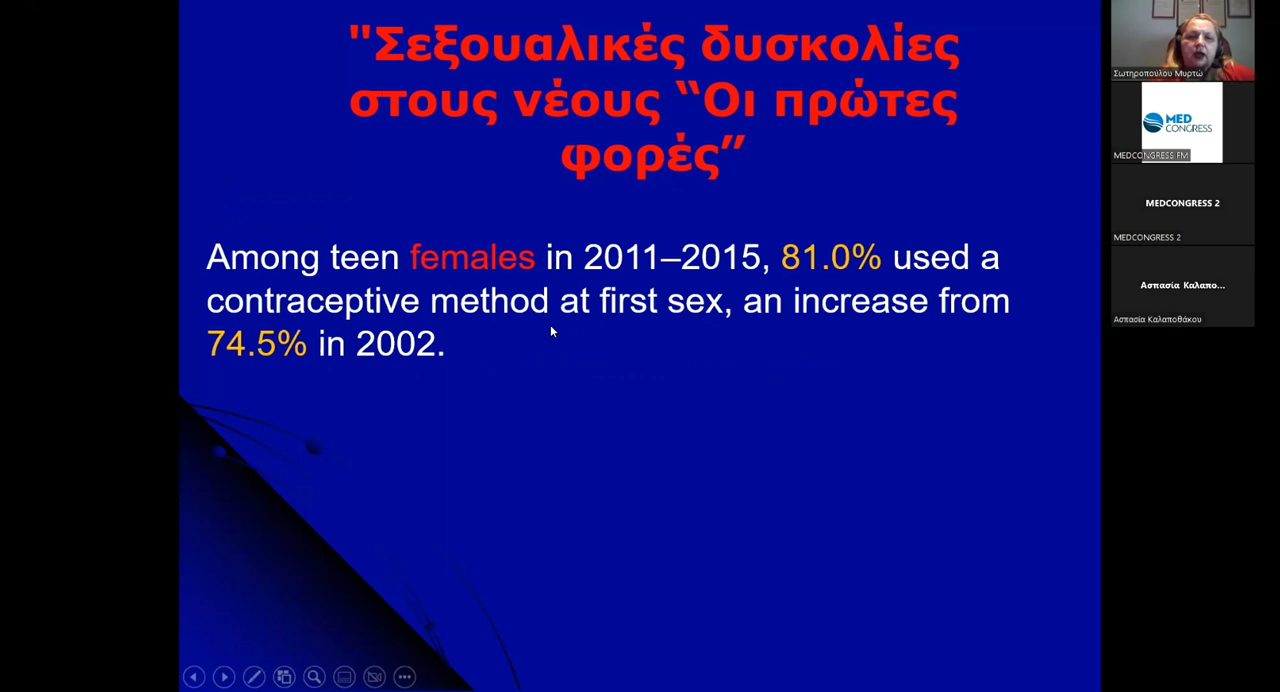 "Σεξουαλικές δυσκολίες
στους νέους “Οι πρώτες
φορές”
Among teen females in 2011–2015, 81.0% used a
contraceptive method at first sex, an increase from
74.5% in 2002.
Σωτηροπούλου Μυρτώ
MED
CONGRESS
MEDCONGRESS FM
MEDCONGRESS 2
MEDCONGRESS 2
Ασπασία Καλαπο...
Ασπασία Καλαποθάκου